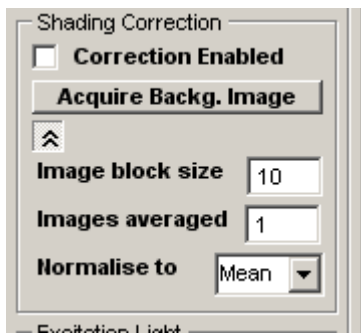 Shading Correction
Correction Enabled
Acquire Backg. Image
Image block size 10
Images averaged 1
Normalise to Mean
Excitation Light